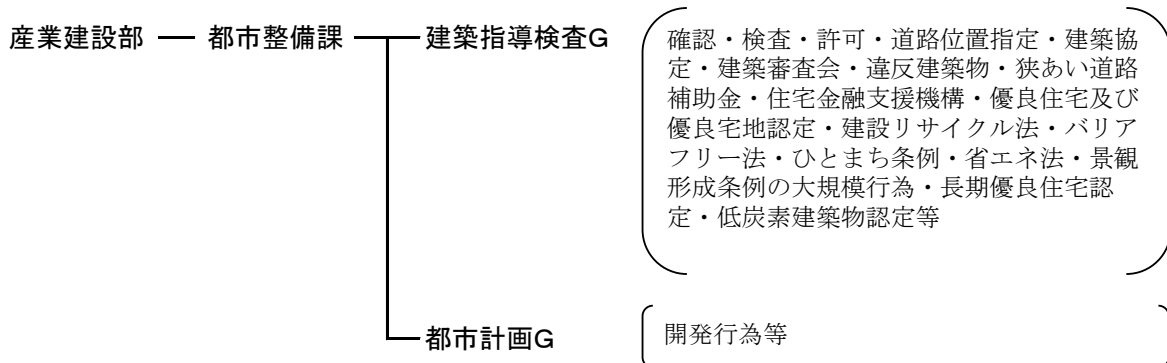 産業建設部 ― 都市整備課 建築指導検査G
確認・検査・許可・道路位置指定・建築協
定・建築審査会・違反建築物・狭あい道路
補助金・住宅金融支援機構・優良住宅及び
優良宅地認定・建設リサイクル法・バリア
フリー法・ひとまち条例・省エネ法・景観
形成条例の大規模行為・長期優良住宅認
定・低炭素建築物認定等
都市計画G
開発行為等